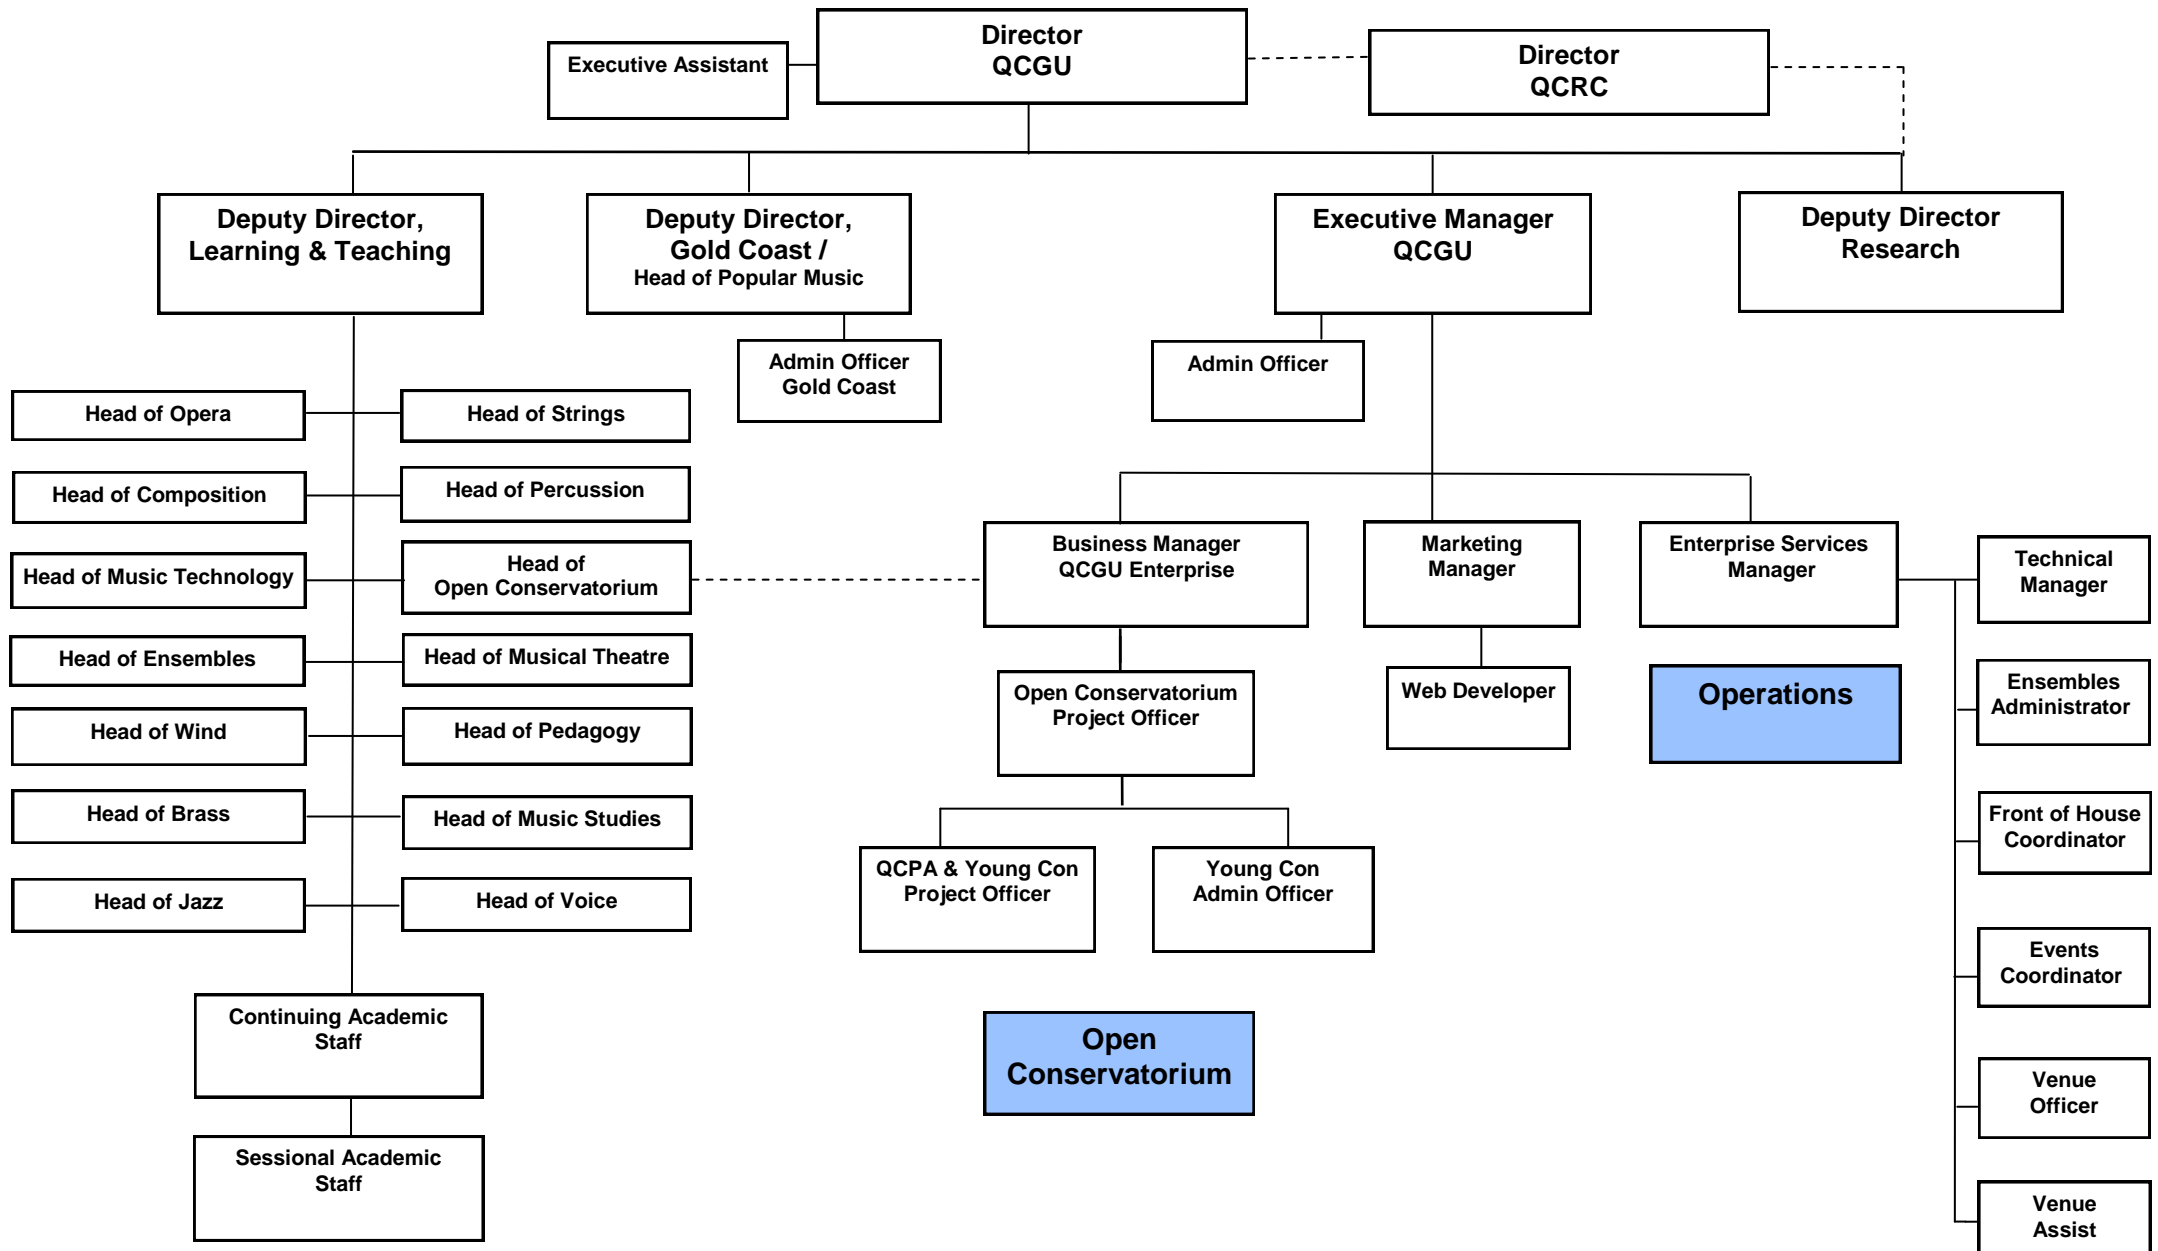 Director
QCGU
Executive Assistant
Director
QCRC
Deputy Director,
Learning & Teaching
Deputy Director,
Gold Coast /
Head of Popular Music
Executive Manager
QCGU
Deputy Director
Research
Admin Officer
Gold Coast
Admin Officer
Head of Opera
Head of Strings
Head of Composition
Head of Percussion
Head of Music Technology
Head of
Open Conservatorium
Head of Ensembles
Head of Musical Theatre
Head of Wind
Head of Pedagogy
Head of Brass
Head of Music Studies
Head of Jazz
Head of Voice
Continuing Academic
Staff
Sessional Academic
Staff
Business Manager
QCGU Enterprise
Marketing
Manager
Enterprise Services
Manager
Open Conservatorium
Project Officer
Web Developer
Operations
QCPA & Young Con
Project Officer
Young Con
Admin Officer
Open
Conservatorium
Technical
Manager
Ensembles
Administrator
Front of House
Coordinator
Events
Coordinator
Venue
Officer
Venue
Assist